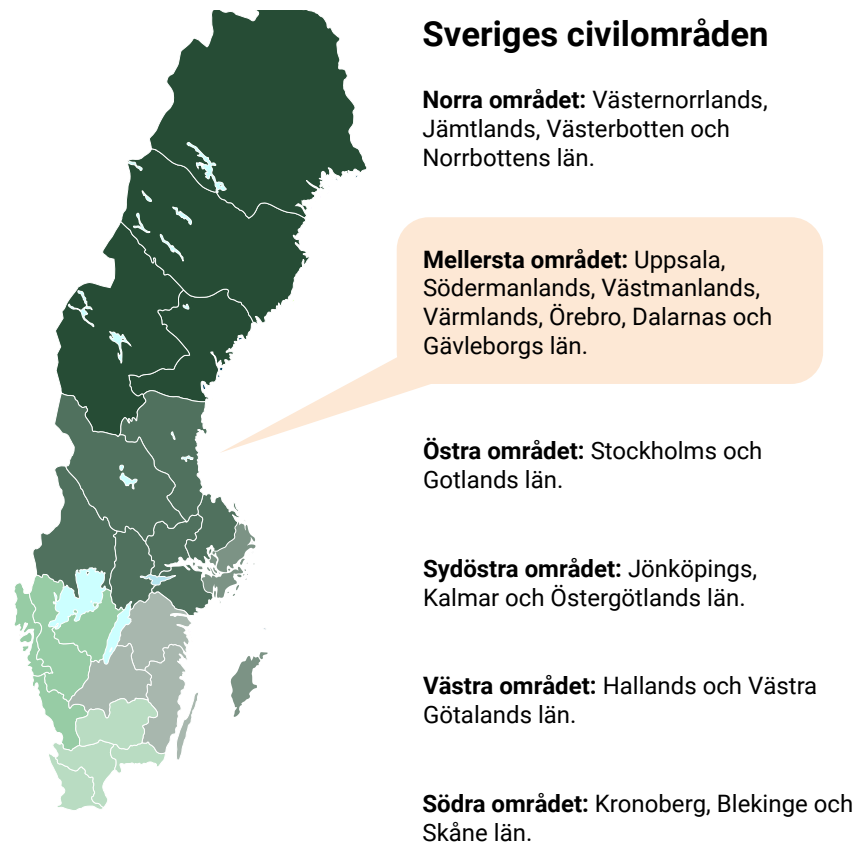 Sveriges civilområden
Norra området: Västernorrlands,
Jämtlands, Västerbotten och
Norrbottens län.
Mellersta området: Uppsala,
Södermanlands, Västmanlands,
Värmlands, Örebro, Dalarnas och
Gävleborgs län.
Östra området: Stockholms och
Gotlands län.
Sydöstra området: Jönköpings,
Kalmar och Östergötlands län.
Västra området: Hallands och Västra
Götalands län.
Södra området: Kronoberg, Blekinge och
Skåne län.